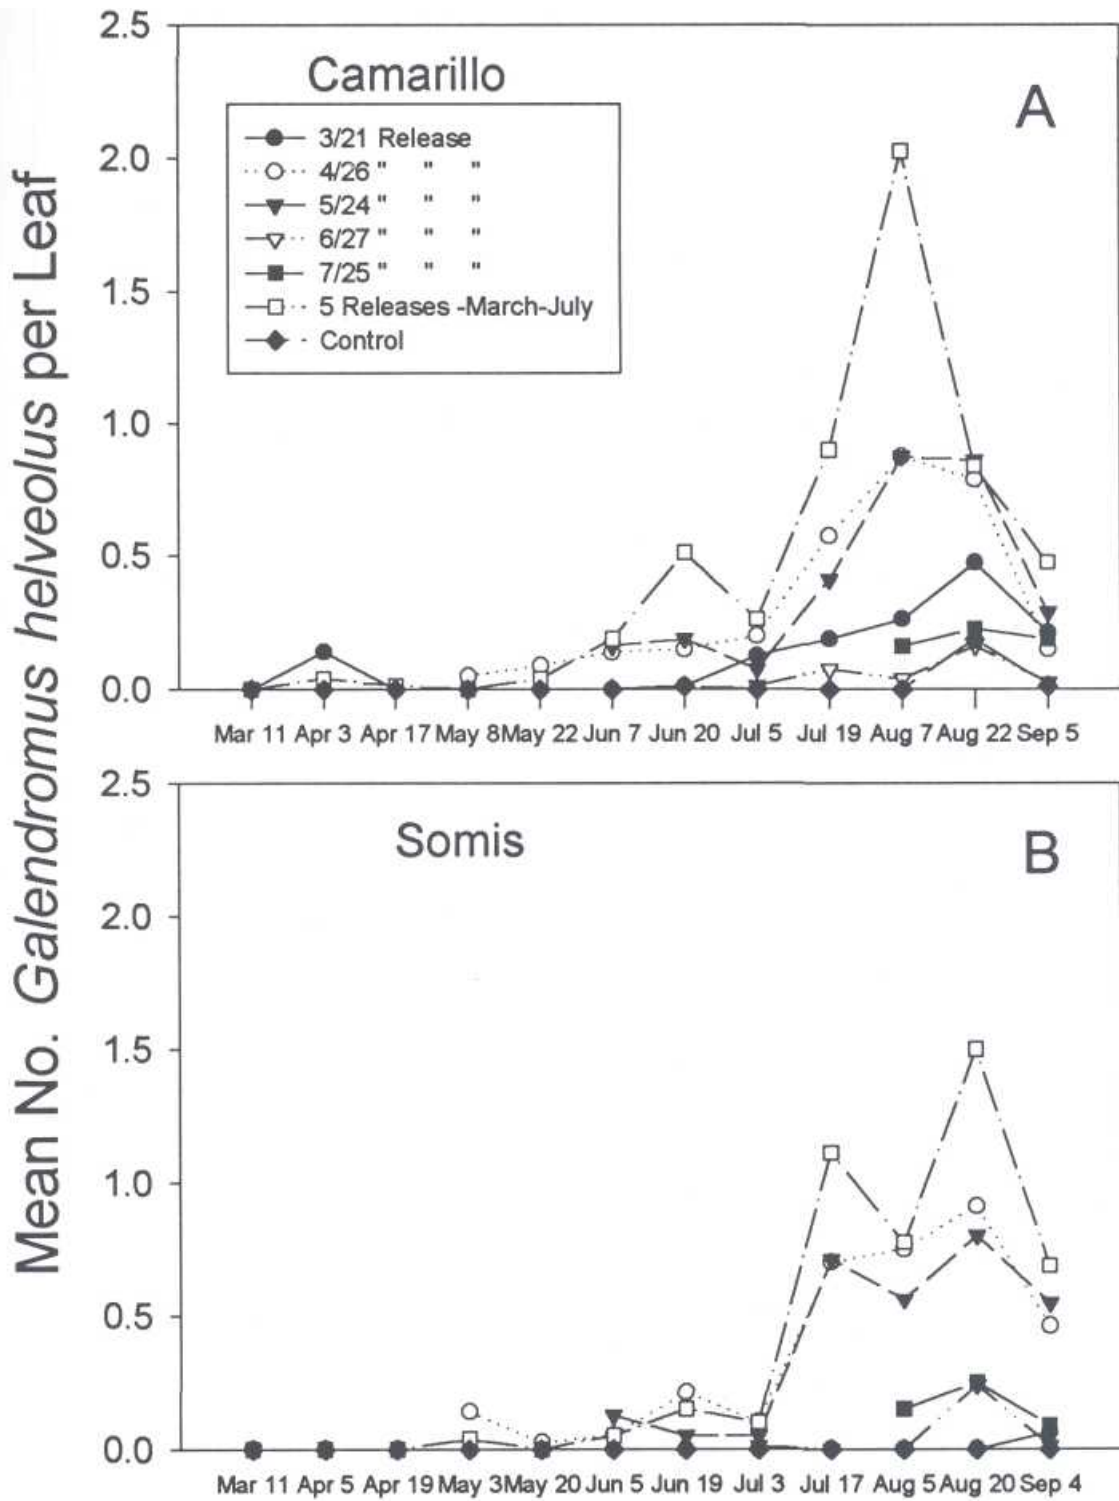 Mean No. Galendromus helveolus per Leaf
2.5
2.0
1.5
1.0
0.5
0.0
Camarillo
A
3/21 Release
4/26 " " "
5/24 " " "
6/27 " " "
7/25 " " "
5 Releases -March-July
Control
Mar 11 Apr 3 Apr 17 May 8 May 22 Jun 7 Jun 20 Jul 5 Jul 19 Aug 7 Aug 22 Sep 5
2.5
2.0
1.5
1.0
0.5
0.0
Somis
B
Mar 11 Apr 5 Apr 19 May 3 May 20 Jun 5 Jun 19 Jul 3 Jul 17 Aug 5 Aug 20 Sep 4